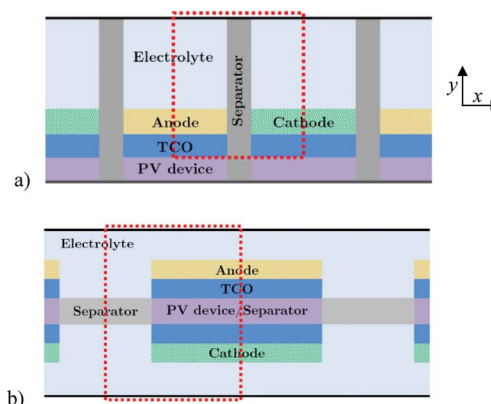 Electrolyte
Separator
y
x
Anode
Cathode
TCO
PV device
a)
Electrolyte
Anode
TCO
Separator
PV device/Separator
Cathode
b)